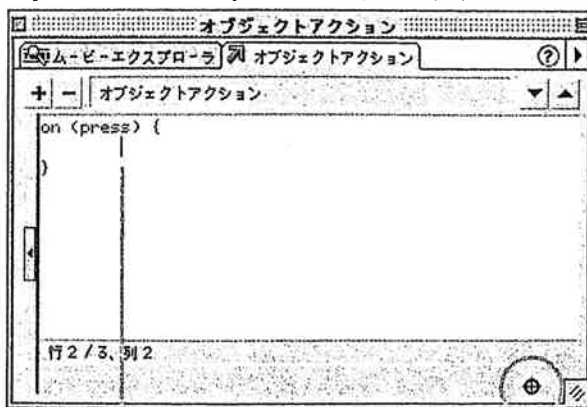 オブジェクトアクション
ムービーエクスプローラ オブジェクトアクション ?
+ - オブジェクトアクション
on (press) {
}
行 2 / 3、列 2